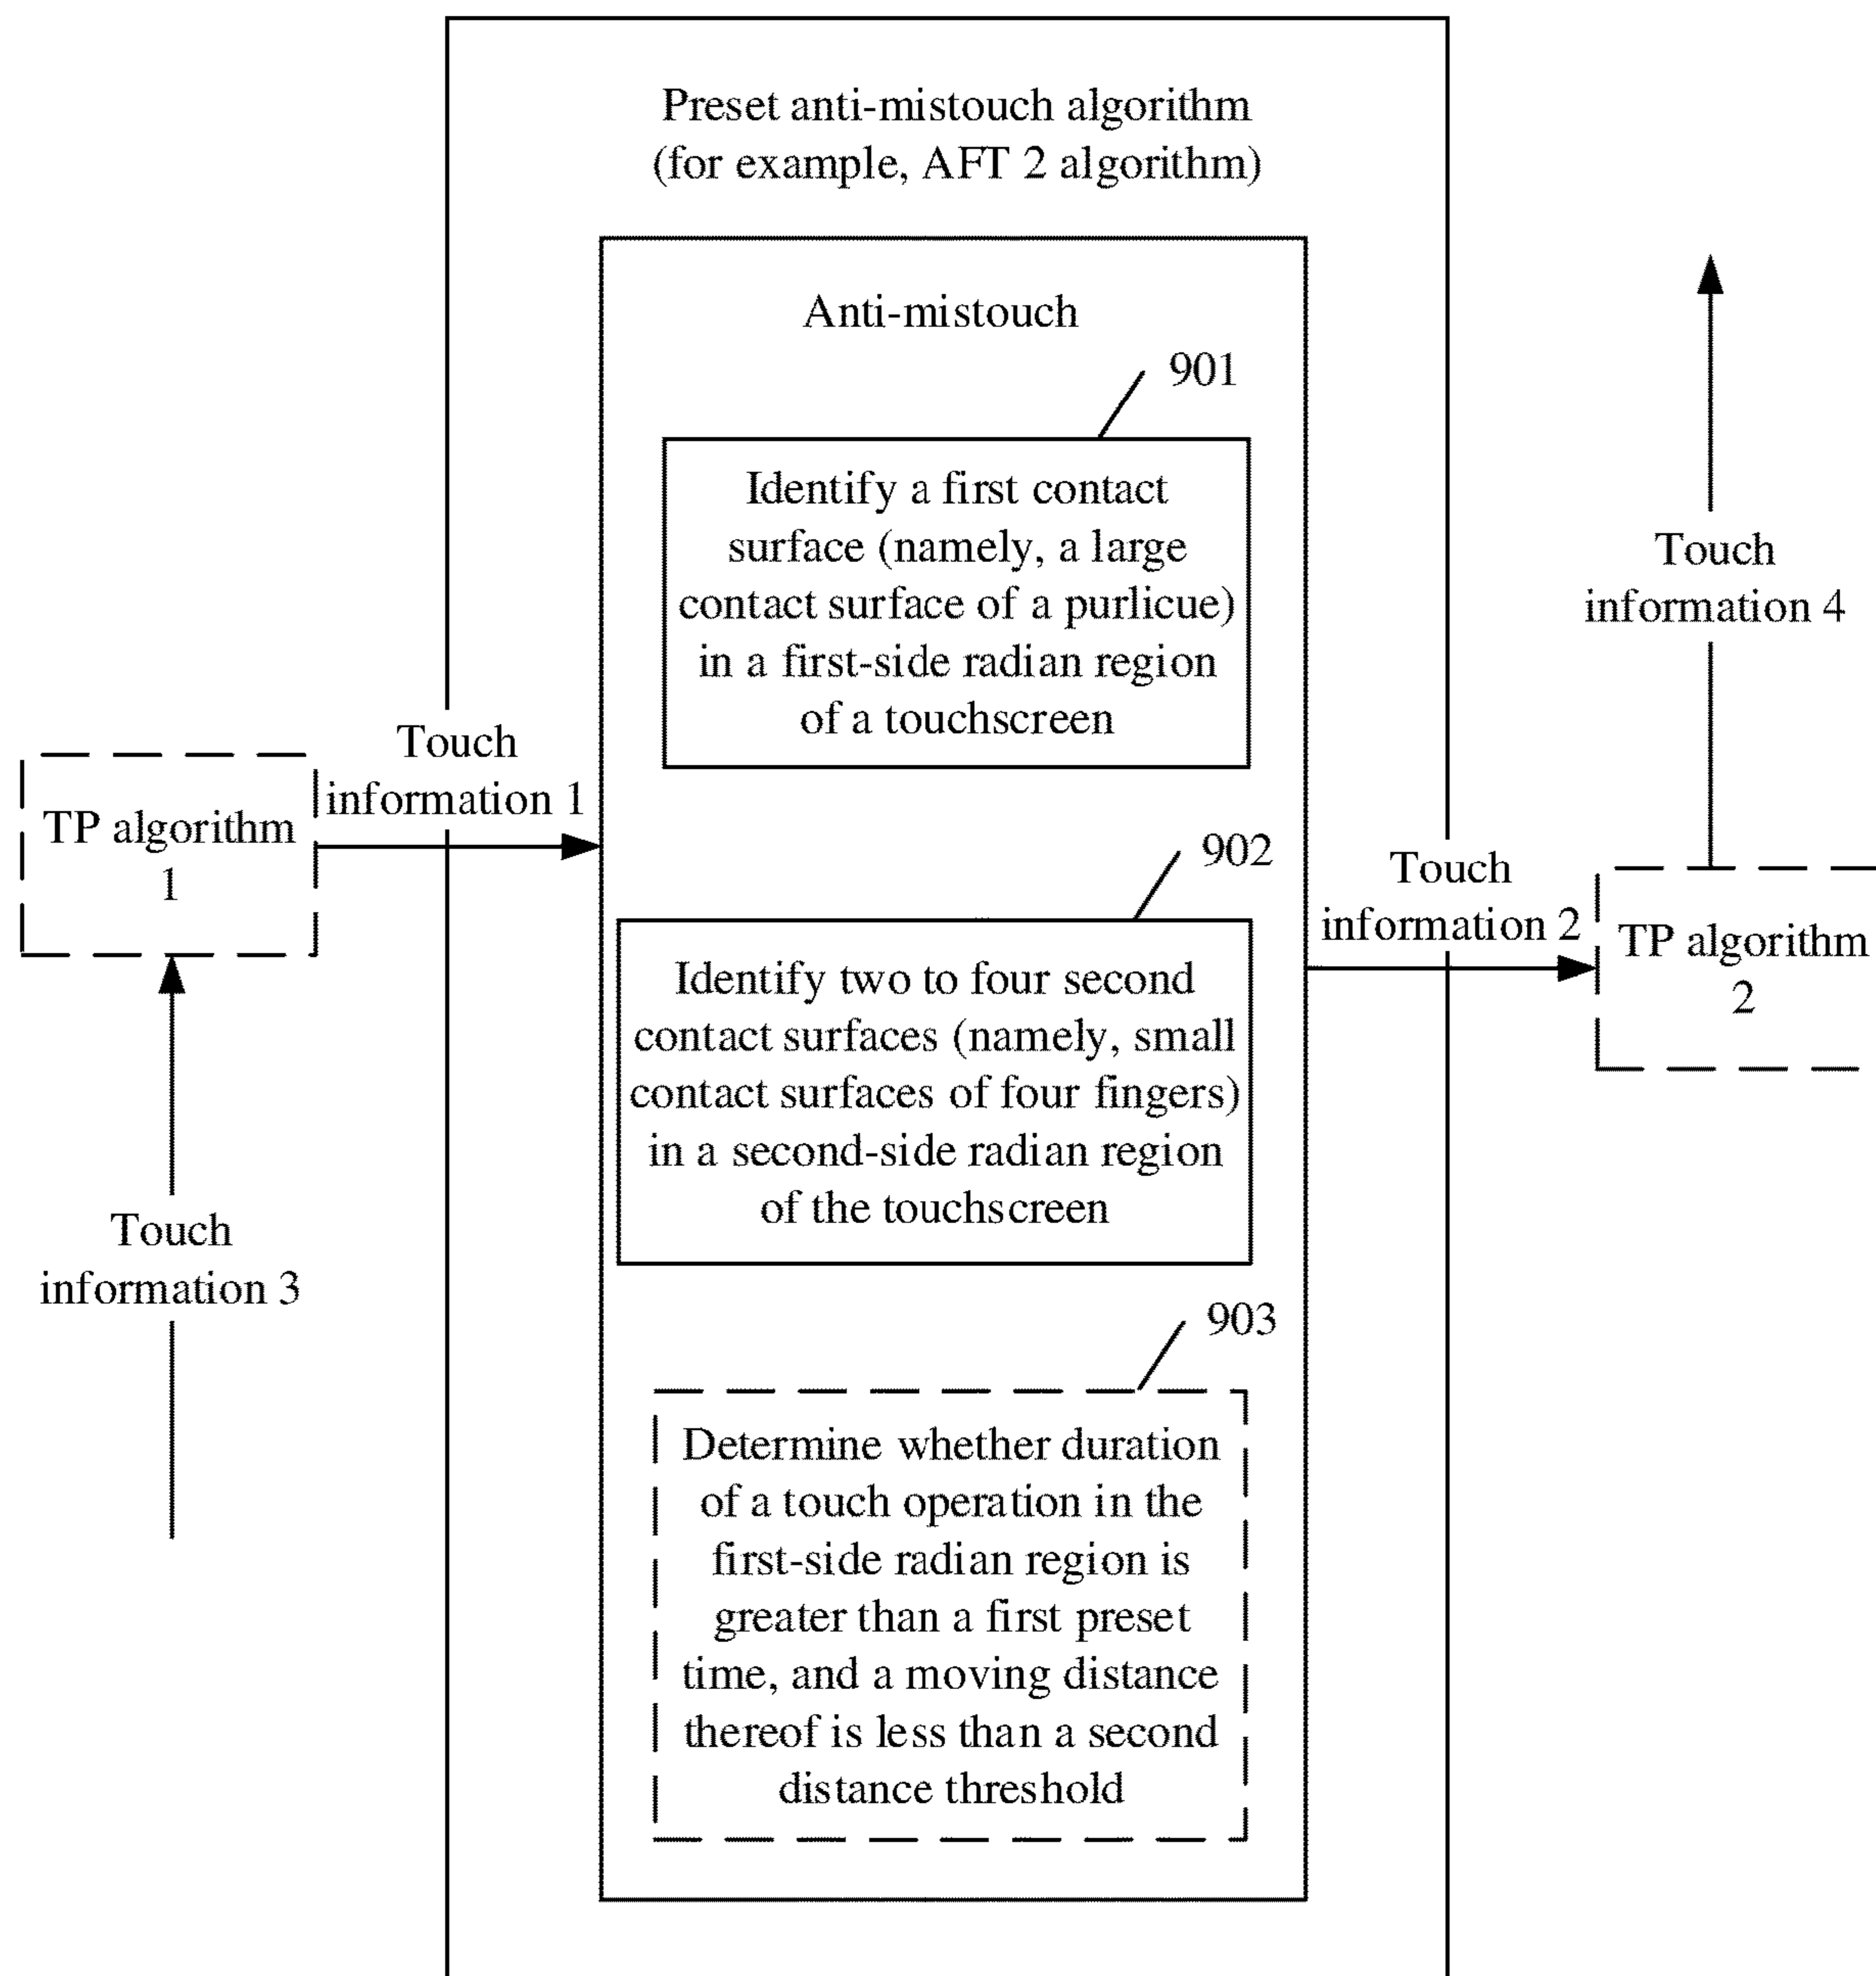 Preset anti-mistouch algorithm
(for example, AFT 2 algorithm)
Anti-mistouch
901
Identify a first contact
surface (namely, a large
contact surface of a purlicue)
in a first-side radian region
of a touchscreen
902
Identify two to four second
contact surfaces (namely, small
contact surfaces of four fingers)
in a second-side radian region
of the touchscreen
903
Determine whether duration
of a touch operation in the
first-side radian region is
greater than a first preset
time, and a moving distance
thereof is less than a second
distance threshold
Touch
information 1
TP algorithm
1
Touch
information 3
Touch
information 4
Touch
information 2
TP algorithm
2